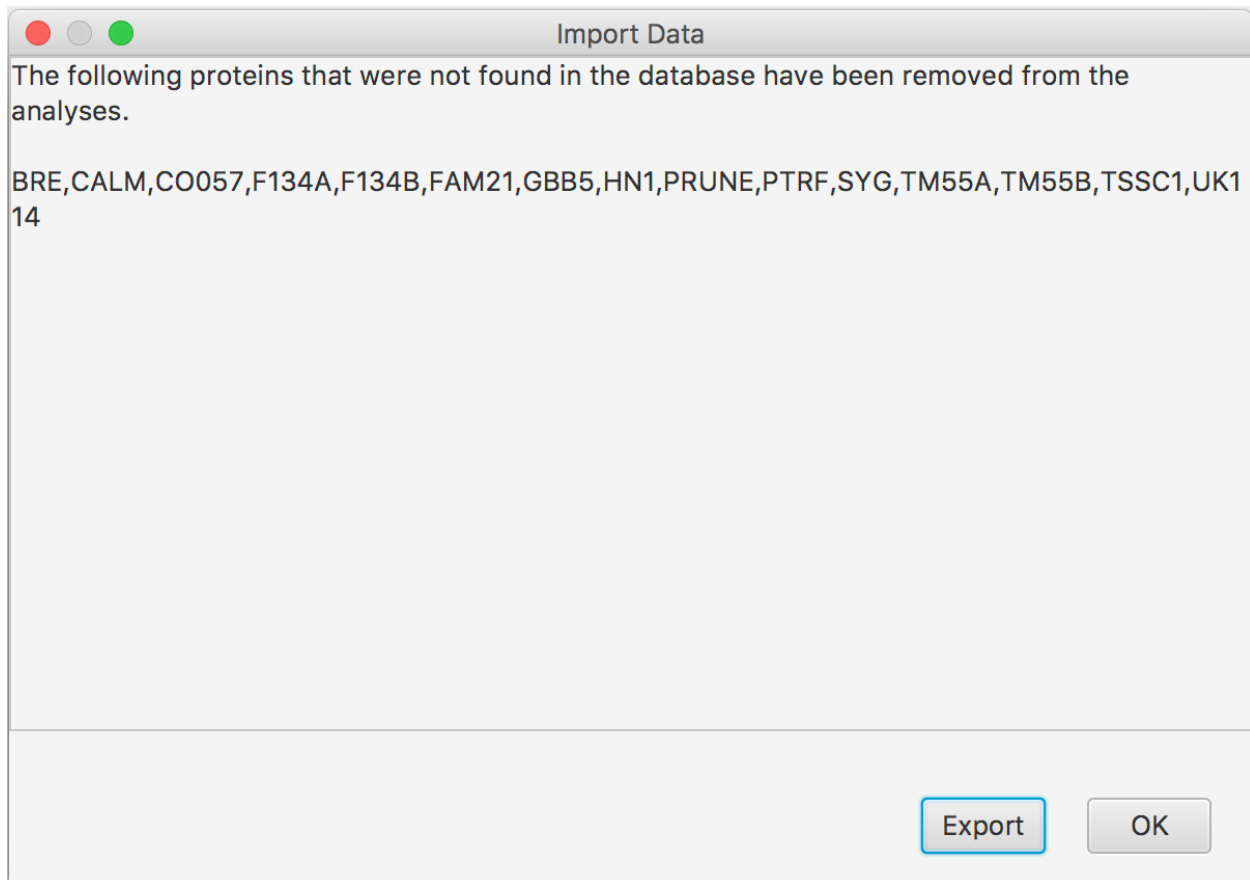 Import Data
The following proteins that were not found in the database have been removed from the
analyses.
BRE,CALM,CO057,F134A,F134B,FAM21,GBB5,HN1,PRUNE,PTRF,SYG,TM55A,TM55B,TSSC1,UK1
14
Export
OK